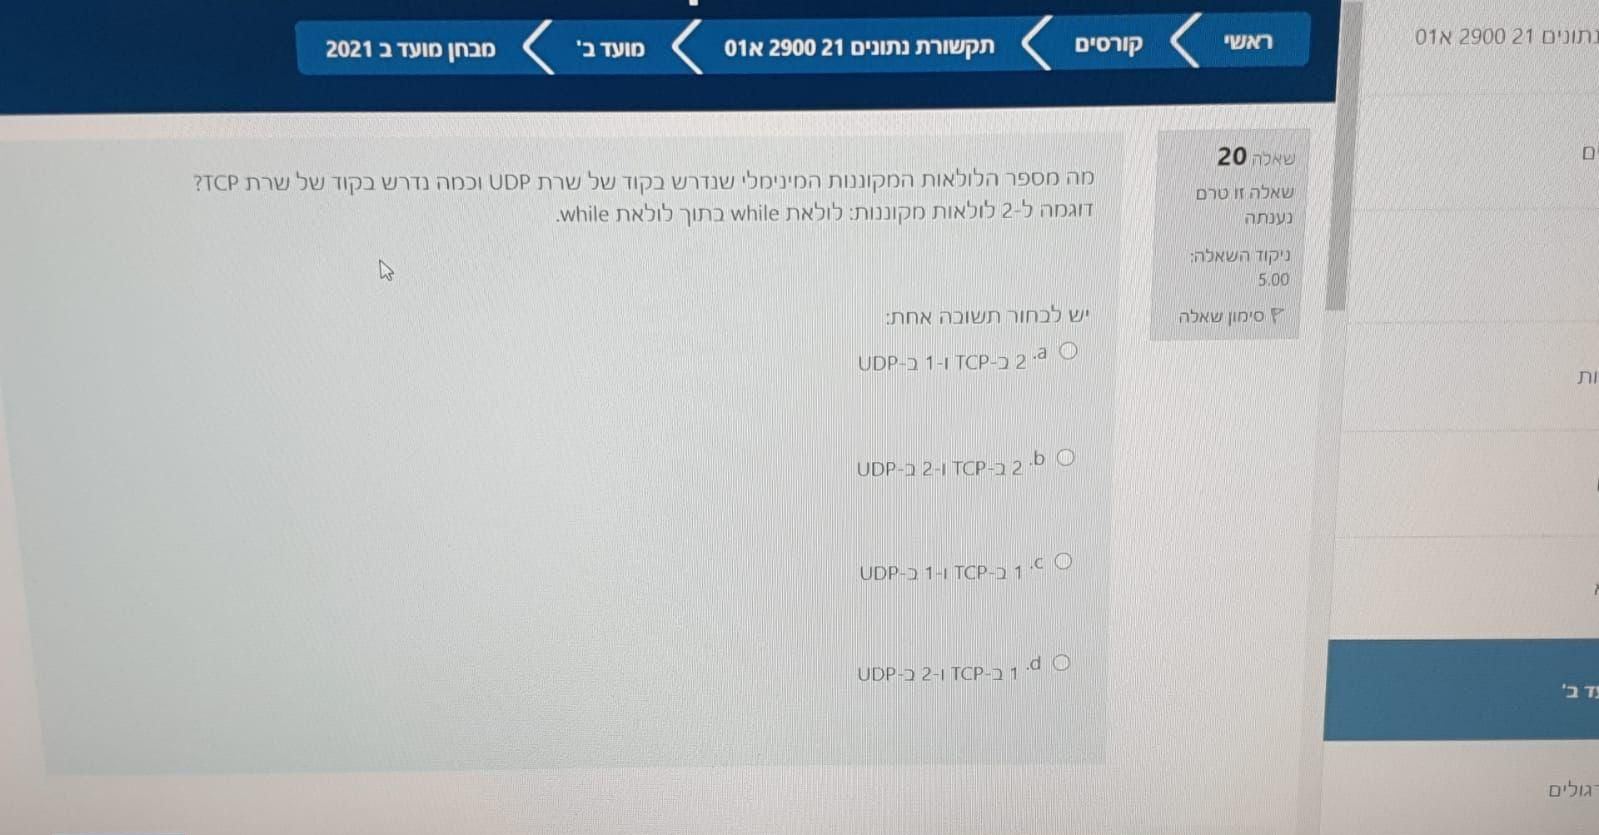 ראשי
קורסים
תקשורת נתונים 21 2900 א01
מועד ב'
מבחן מועד ב 2021
נתונים 21 2900 א01
שאלה 20
שאלה זו טרם
נענתה
ניקוד השאלה:
5.00
סימון שאלה
מה מספר הלולאות המקוננות המינימלי שנדרש בקוד של שרת UDP וכמה נדרש בקוד של שרת TCP?
דוגמה ל-2 לולאות מקוננות: לולאת while בתוך לולאת while.
יש לבחור תשובה אחת:
a. 2 ב-TCP ו-1 ב-UDP
b. 2 ב-TCP ו-2 ב-UDP
c. 1 ב-TCP ו-1 ב-UDP
d. 1 ב-TCP ו-2 ב-UDP